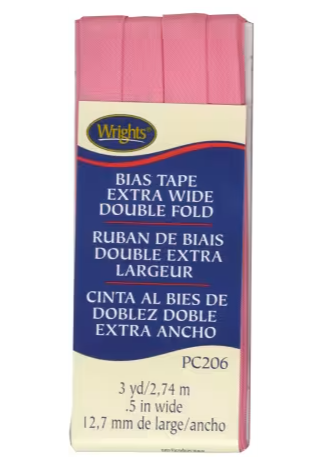 Wrights®
BIAS TAPE
EXTRA WIDE
DOUBLE FOLD
RUBAN DE BIAIS
DOUBLE EXTRA
LARGEUR
CINTA AL BIES DE
DOBLEZ DOBLE
EXTRA ANCHO
PC206
3 yd/2,74 m
.5 in wide
12,7 mm de large/ancho